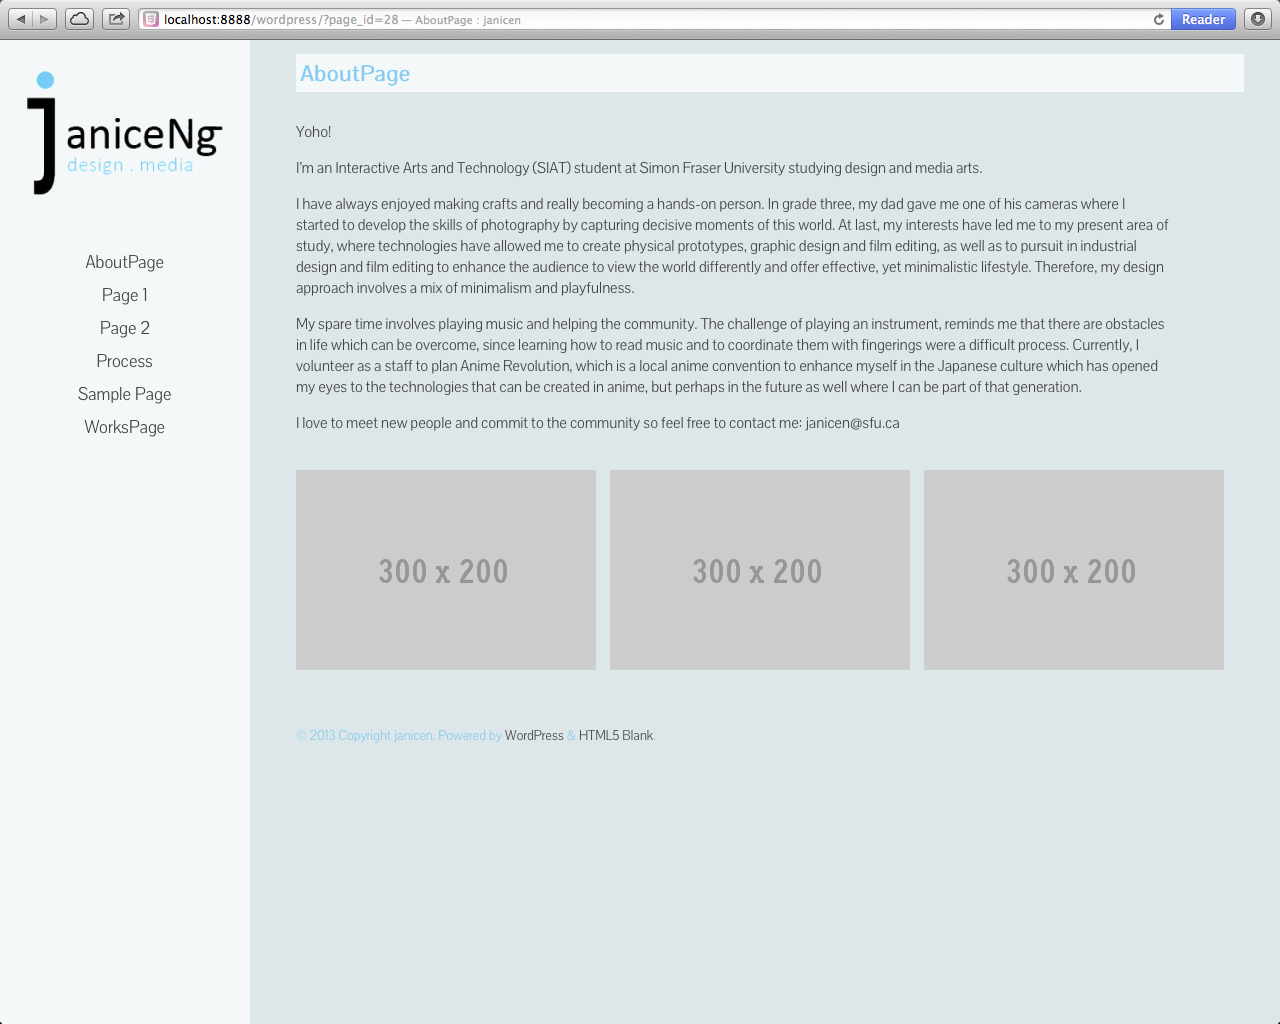 localhost:8888/wordpress/?page_id=28 — AboutPage : janicen
Reader
janiceNg
design . media
AboutPage
Page 1
Page 2
Process
Sample Page
WorksPage
AboutPage
Yoho!
I'm an Interactive Arts and Technology (SIAT) student at Simon Fraser University studying design and media arts.
I have always enjoyed making crafts and really becoming a hands-on person. In grade three, my dad gave me one of his cameras where I
started to develop the skills of photography by capturing decisive moments of this world. At last, my interests have led me to my present area of
study, where technologies have allowed me to create physical prototypes, graphic design and film editing, as well as to pursuit in industrial
design and film editing to enhance the audience to view the world differently and offer effective, yet minimalistic lifestyle. Therefore, my design
approach involves a mix of minimalism and playfulness.
My spare time involves playing music and helping the community. The challenge of playing an instrument, reminds me that there are obstacles
in life which can be overcome, since learning how to read music and to coordinate them with fingerings were a difficult process. Currently, I
volunteer as a staff to plan Anime Revolution, which is a local anime convention to enhance myself in the Japanese culture which has opened
my eyes to the technologies that can be created in anime, but perhaps in the future as well where I can be part of that generation.
I love to meet new people and commit to the community so feel free to contact me: janicen@sfu.ca
300 x 200
300 x 200
300 x 200
© 2013 Copyright janicen. Powered by WordPress & HTML5 Blank.